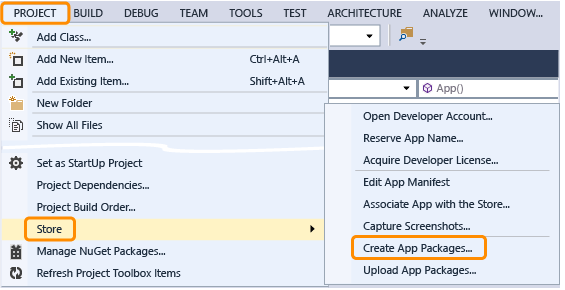 PROJECT BUILD DEBUG TEAM TOOLS TEST ARCHITECTURE ANALYZE WINDOW...
Add Class...
Add New Item... Ctrl+Alt+A
Add Existing Item... Shift+Alt+A
New Folder
Show All Files
Set as StartUp Project
Project Dependencies...
Project Build Order...
Store
Manage NuGet Packages...
Refresh Project Toolbox Items
App()
Open Developer Account...
Reserve App Name...
Acquire Developer License...
Edit App Manifest
Associate App with the Store...
Capture Screenshots...
Create App Packages...
Upload App Packages...